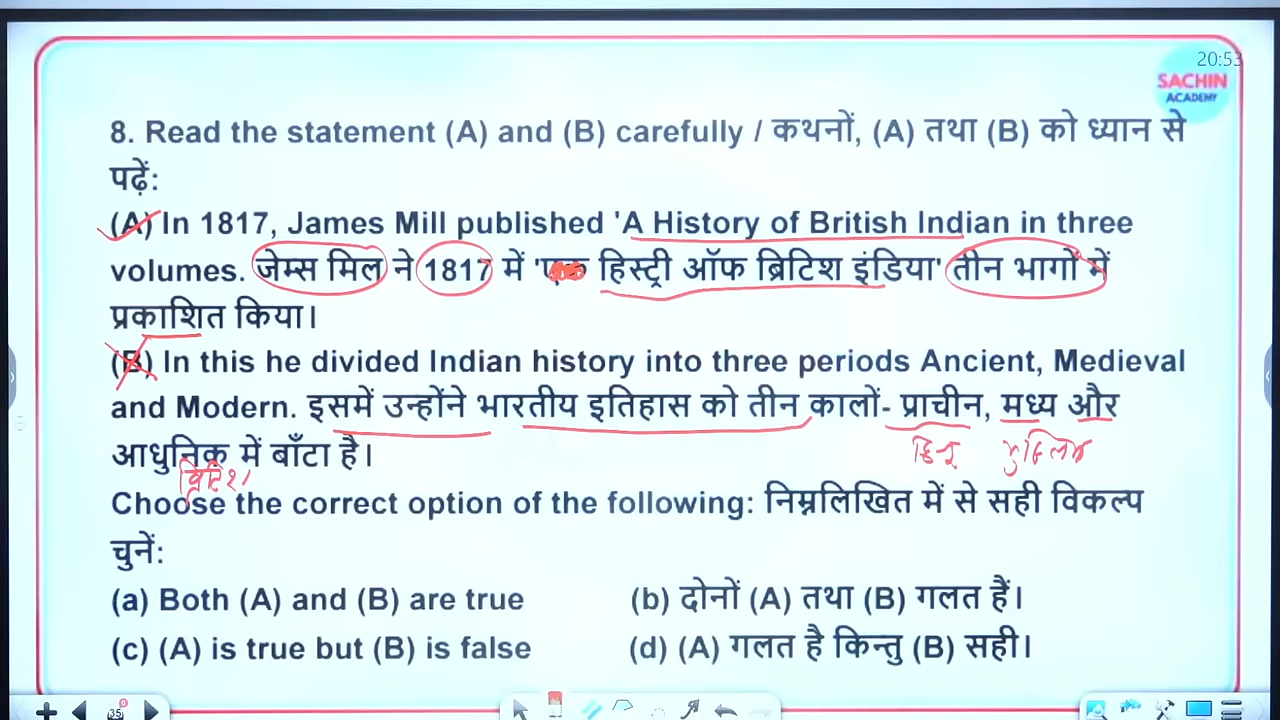 20:53
SACHIN
ACADEMY
8. Read the statement (A) and (B) carefully / कथनों, (A) तथा (B) को ध्यान से
पढ़ें:
(A) In 1817, James Mill published 'A History of British Indian in three
volumes. जेम्स मिल ने 1817 में 'एक हिस्ट्री ऑफ ब्रिटिश इंडिया' तीन भागों में
प्रकाशित किया।
(B) In this he divided Indian history into three periods Ancient, Medieval
and Modern. इसमें उन्होंने भारतीय इतिहास को तीन कालों- प्राचीन, मध्य और
हिन्दू मुस्लिम
आधुनिक में बाँटा है।
ब्रिटिश
Choose the correct option of the following: निम्नलिखित में से सही विकल्प
चुनें:
(a) Both (A) and (B) are true (b) दोनों (A) तथा (B) गलत हैं।
(c) (A) is true but (B) is false (d) (A) गलत है किन्तु (B) सही।
35